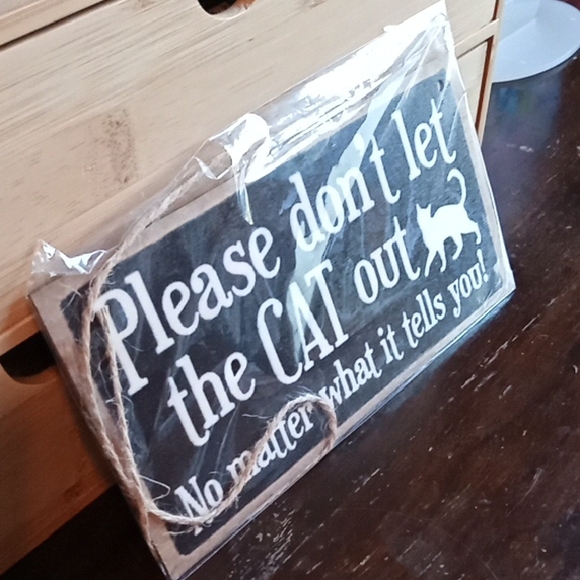 Please don't let
the CAT out
No matter what it tells you!